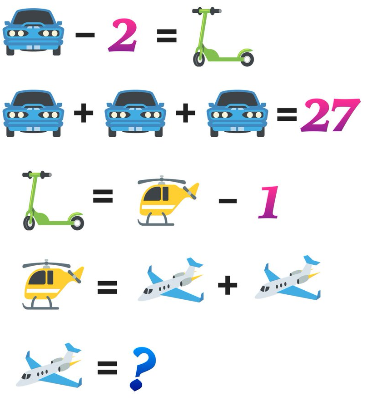 - 2 =
+ + = 27
= - 1
= +
= ?